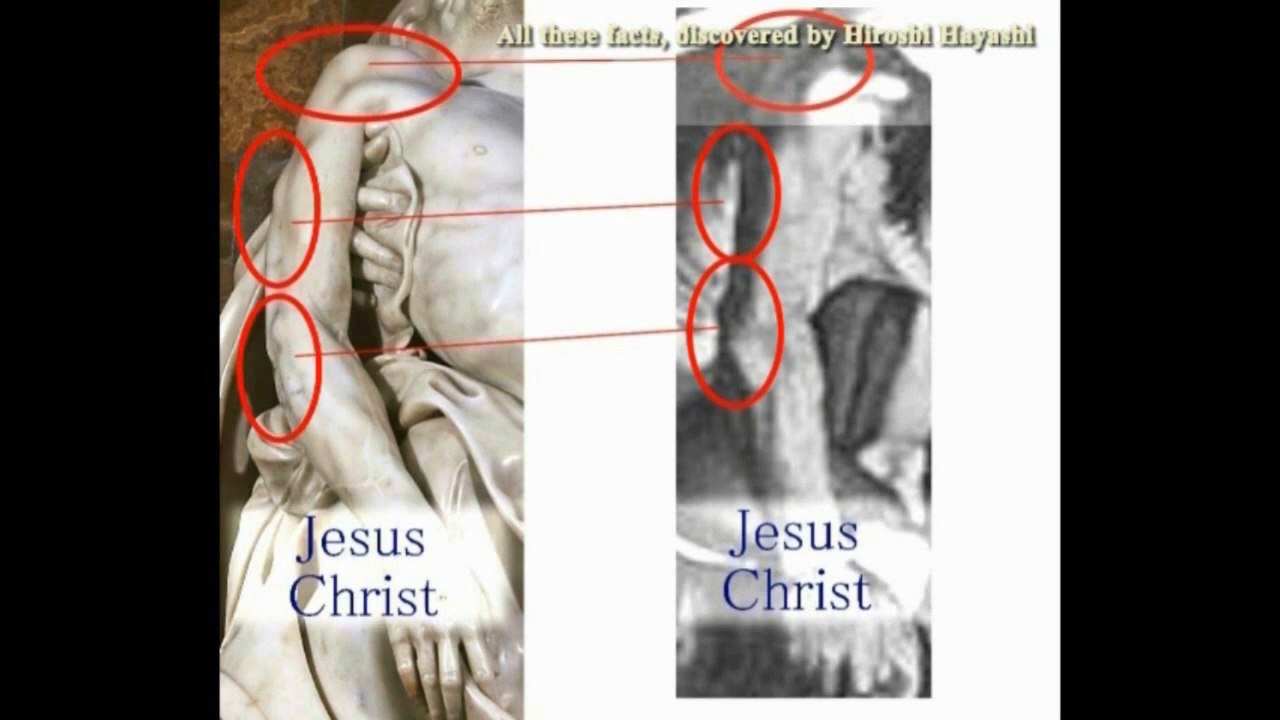 All these facts, discovered by Hiroshi Hayashi
Jesus
Christ
Jesus
Christ